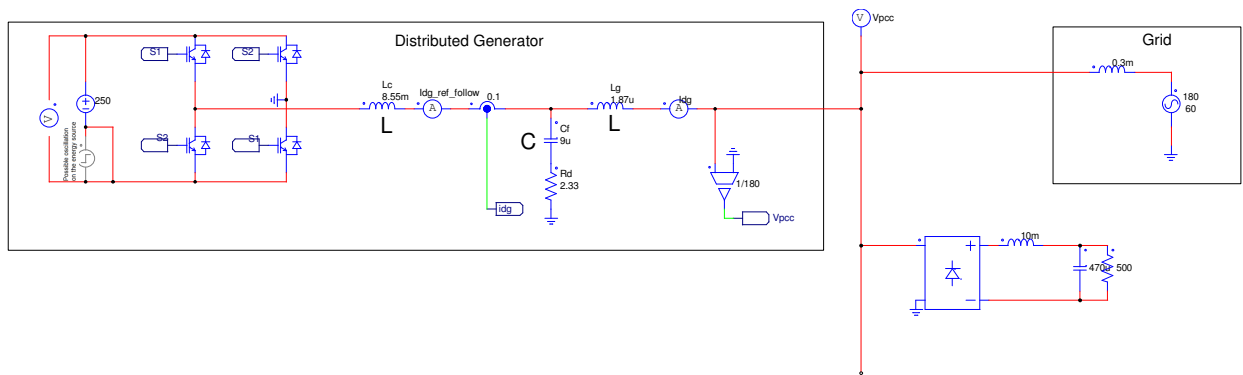 Distributed Generator
Vpcc
V
Grid
S1
S2
250
V
Possible oscillation
on the energy source
S2
S1
Lc
8.55m
L
Idg_ref_follow
A
0.1
idg
C
Cf
9u
Rd
2.33
Lg
1.87u
L
Idg
A
1/180
Vpcc
0.3m
180
60
10m
470u
500